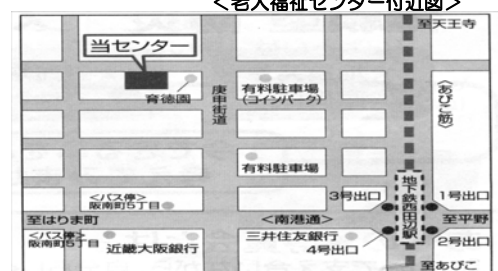 ＜老人福祉センター付近図＞
至天王寺
当センター
育徳園
庚申街道
有料駐車場
（コインパーク）
〈あびこ筋〉
有料駐車場
地下鉄西田辺駅
3号出口
1号出口
〈バス停〉
阪南町5丁目
至はりま町
〈南港通〉
至平野
〈バス停〉
阪南町5丁目
近畿大阪銀行
三井住友銀行
4号出口
2号出口
至あびこ